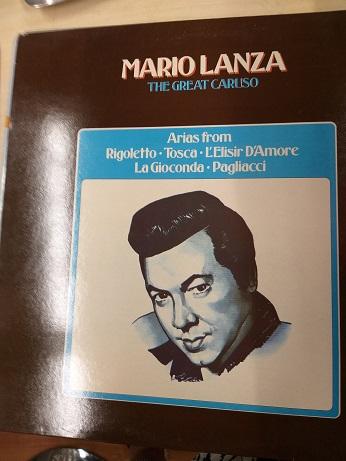 MARIO LANZA
THE GREAT CARUSO
Arias from
Rigoletto • Tosca • L'Elisir D'Amore
La Gioconda • Pagliacci